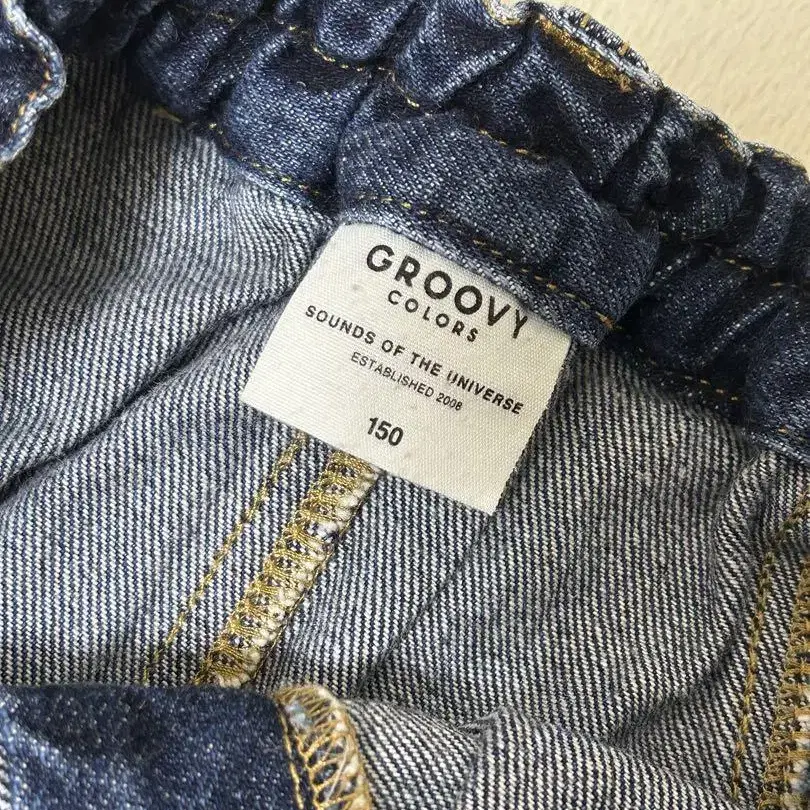 GROOVY
COLORS
SOUNDS OF THE UNIVERSE
ESTABLISHED 2008
150